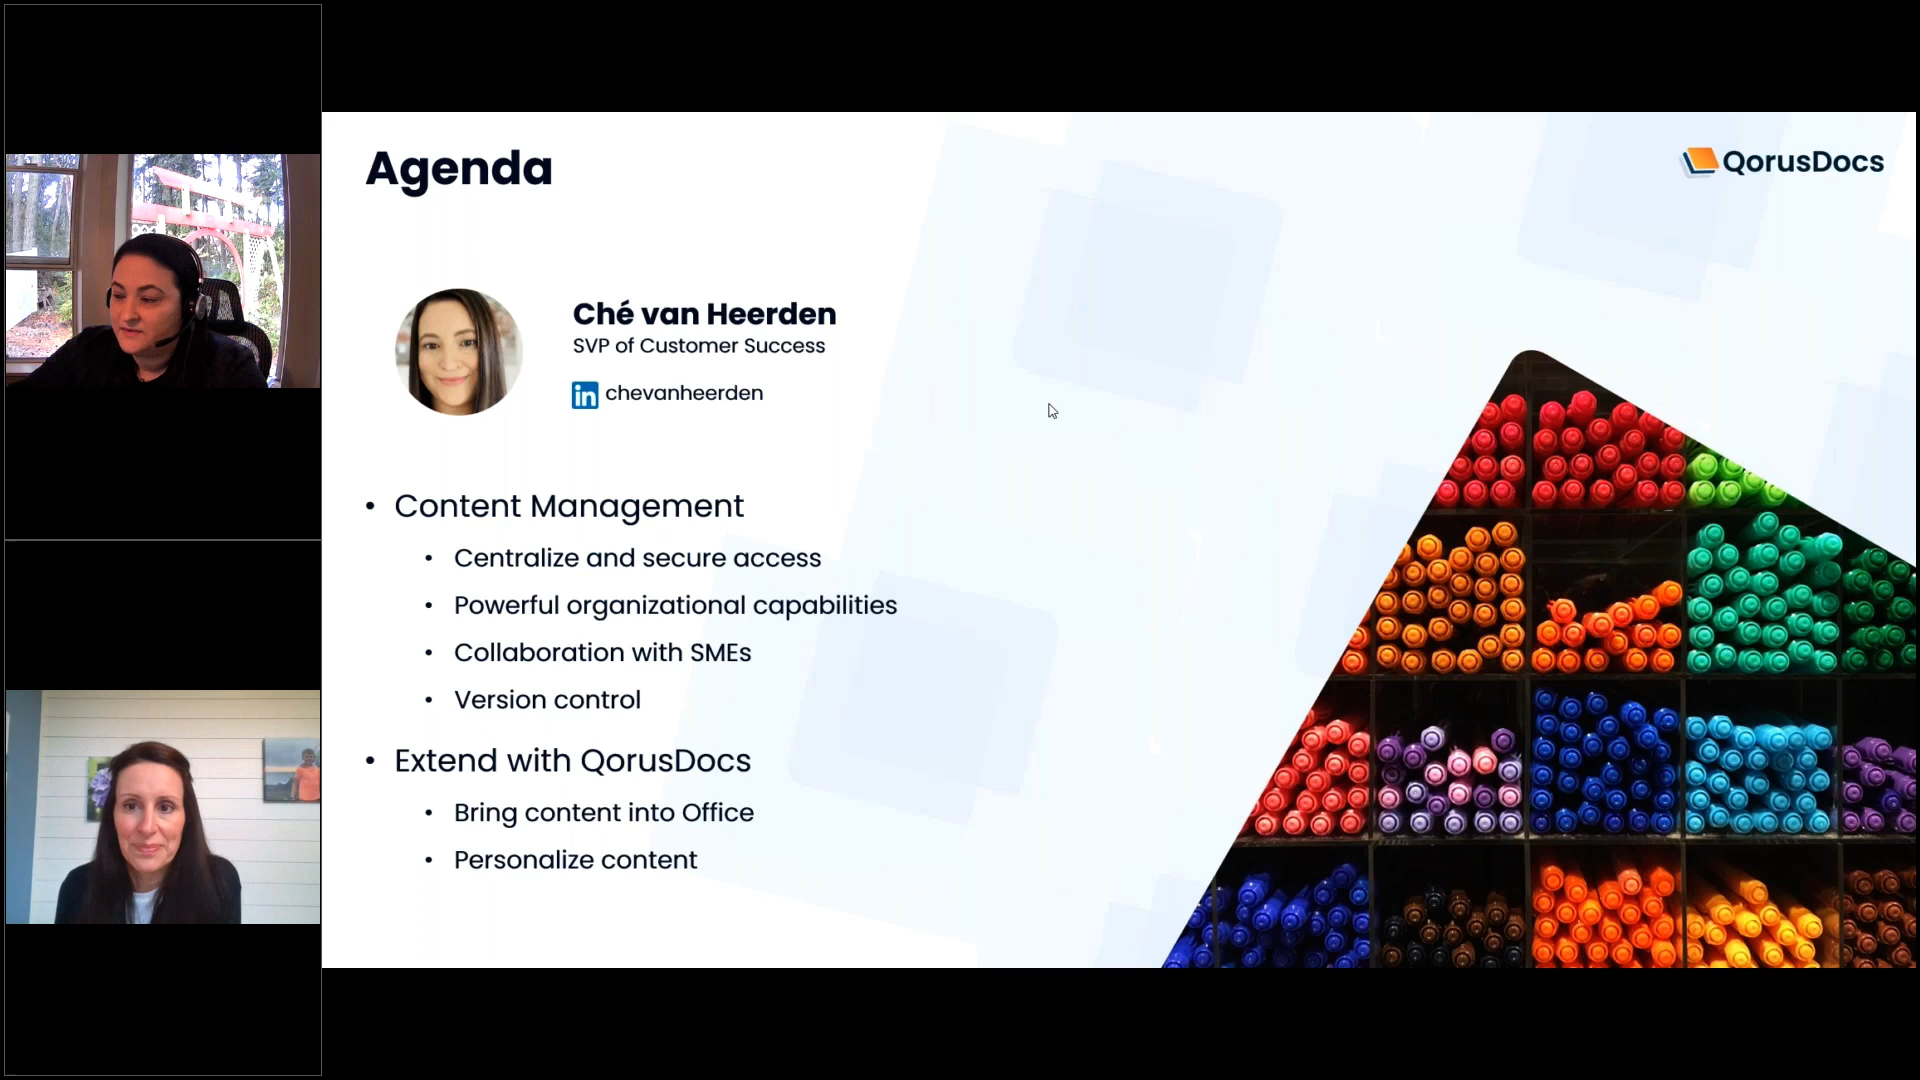 Agenda
QorusDocs
Ché van Heerden
SVP of Customer Success
in chevanheerden
• Content Management
• Centralize and secure access
• Powerful organizational capabilities
• Collaboration with SMEs
• Version control
• Extend with QorusDocs
• Bring content into Office
• Personalize content